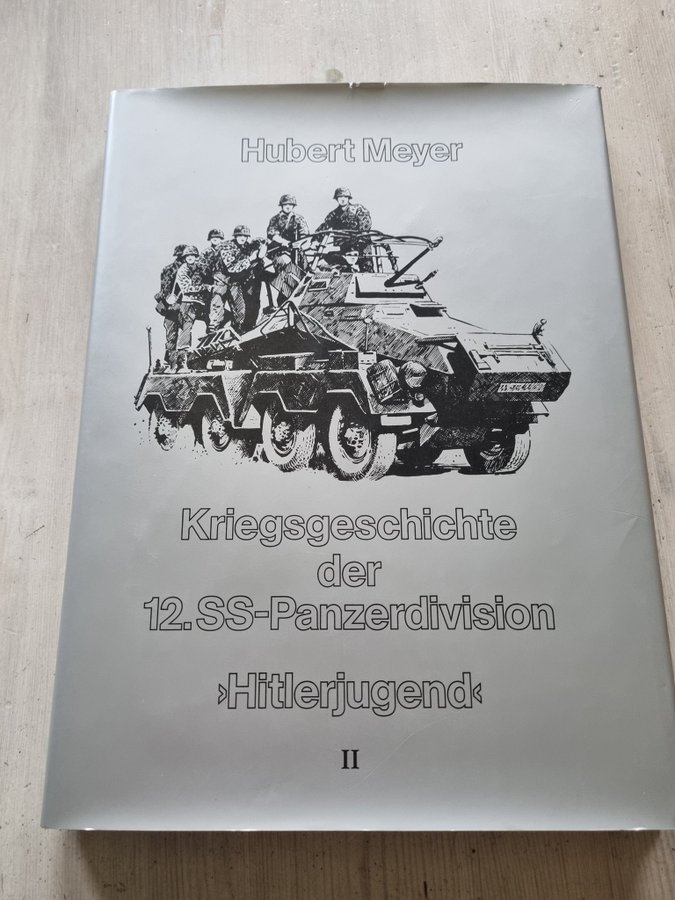 Hubert Meyer
Kriegsgeschichte
der
12.SS-Panzerdivision
›Hitlerjugend‹
II